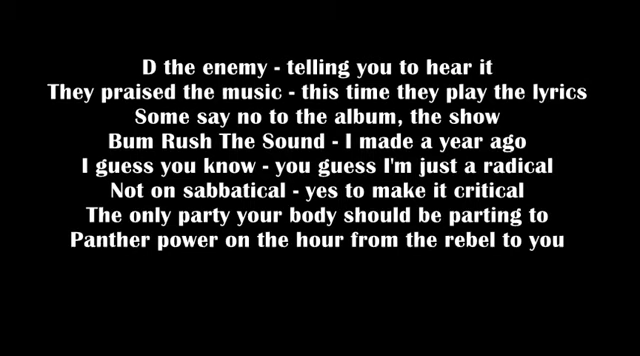 D the enemy - telling you to hear it
They praised the music - this time they play the lyrics
Some say no to the album, the show
Bum Rush The Sound - I made a year ago
I guess you know - you guess I'm just a radical
Not on sabbatical - yes to make it critical
The only party your body should be parting to
Panther power on the hour from the rebel to you